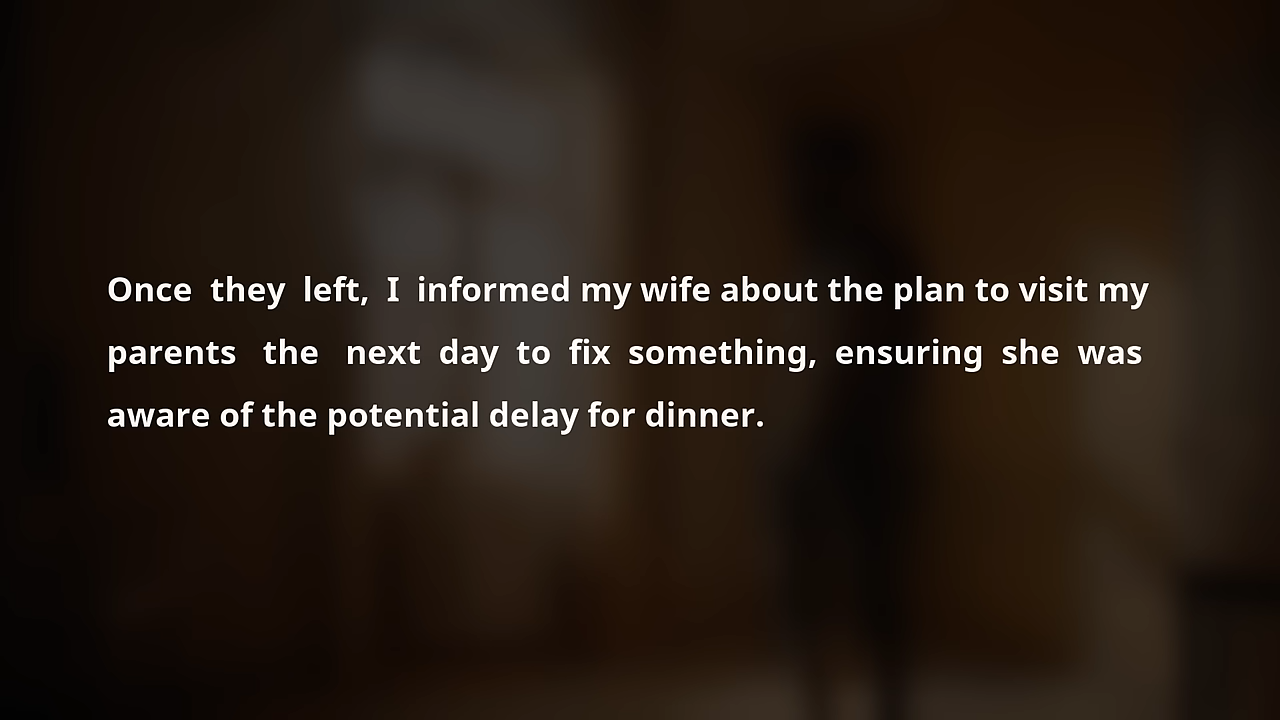 Once they left, I informed my wife about the plan to visit my
parents the next day to fix something, ensuring she was
aware of the potential delay for dinner.